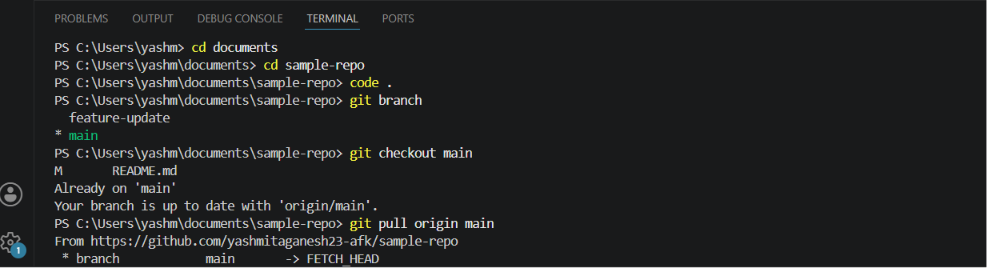 PROBLEMS OUTPUT DEBUG CONSOLE TERMINAL PORTS
PS C:\Users\yashm> cd documents
PS C:\Users\yashm\documents> cd sample-repo
PS C:\Users\yashm\documents\sample-repo> code .
PS C:\Users\yashm\documents\sample-repo> git branch
  feature-update
* main
PS C:\Users\yashm\documents\sample-repo> git checkout main
M       README.md
Already on 'main'
Your branch is up to date with 'origin/main'.
PS C:\Users\yashm\documents\sample-repo> git pull origin main
From https://github.com/yashmitaganesh23-afk/sample-repo
 * branch            main       -> FETCH_HEAD
1